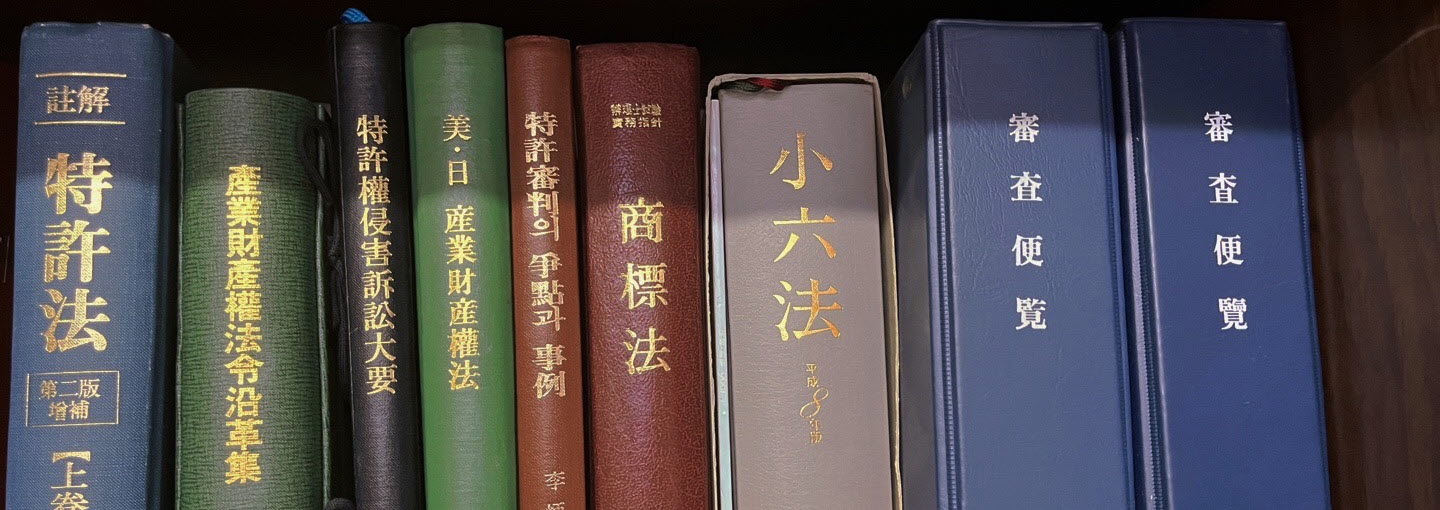 註解
特許法
第二版
增補
【上卷
產業財產權法令沿革集
特許權侵害訴訟大要
美·日 產業財產權法
特許審判의 爭點과 事例
李
辨理士試驗
實務指針
商標法
小六法
平成8年版
審査便覧
審査便覽